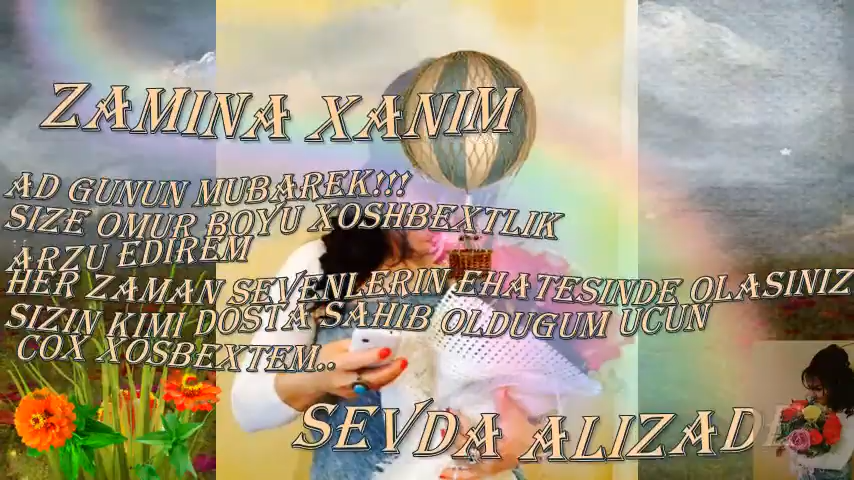 ZAMINA XANIM
AD GUNUN MUBAREK!!!
SIZE OMUR BOYU XOSHBEXTLIK
ARZU EDIREM
HER ZAMAN SEVENLERIN EHATESINDE OLASINIZ
SIZIN KIMI DOSTA SAHIB OLDUGUM UCUN
COX XOSBEXTEM..
SEVDA ALIZADE